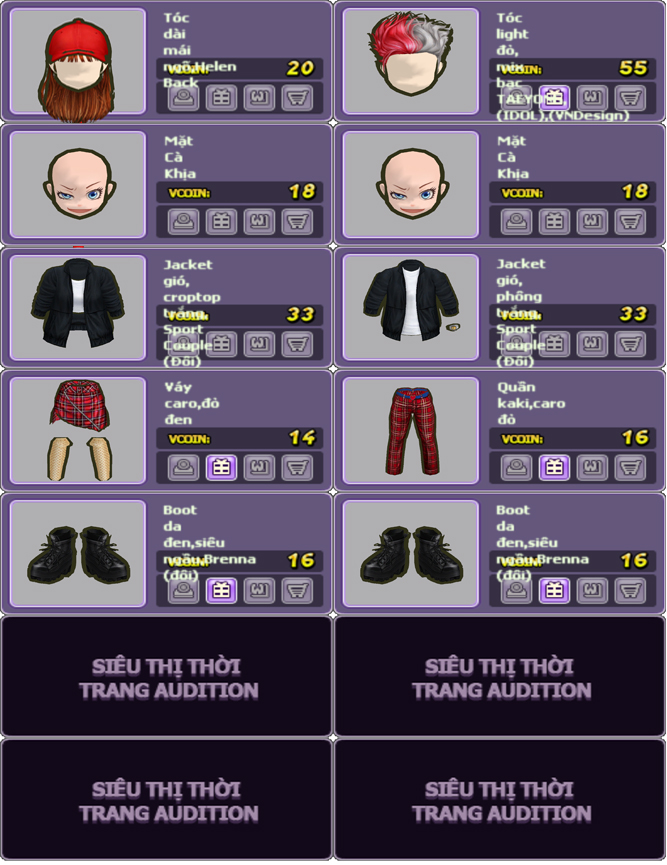 Tóc
dài
mái
ngố,Helen
Back
VCOIN: 20
Tóc
light
đỏ,
mix
bạc
TAEYONG,
(IDOL),(VNDesign)
VCOIN: 55
Mặt
Cà
Khịa
VCOIN: 18
Mặt
Cà
Khịa
VCOIN: 18
Jacket
gió,
croptop
trắng,
Sport
Couple
(Đôi)
VCOIN: 33
Jacket
gió,
phông
trắng,
Sport
Couple
(Đôi)
VCOIN: 33
Váy
caro,đỏ
đen
VCOIN: 14
Quần
kaki,caro
đỏ
VCOIN: 16
Boot
da
đen,siêu
ngầu,Brenna
(đôi)
VCOIN: 16
Boot
da
đen,siêu
ngầu,Brenna
(đôi)
VCOIN: 16
SIÊU THỊ THỜI
TRANG AUDITION
SIÊU THỊ THỜI
TRANG AUDITION
SIÊU THỊ THỜI
TRANG AUDITION
SIÊU THỊ THỜI
TRANG AUDITION